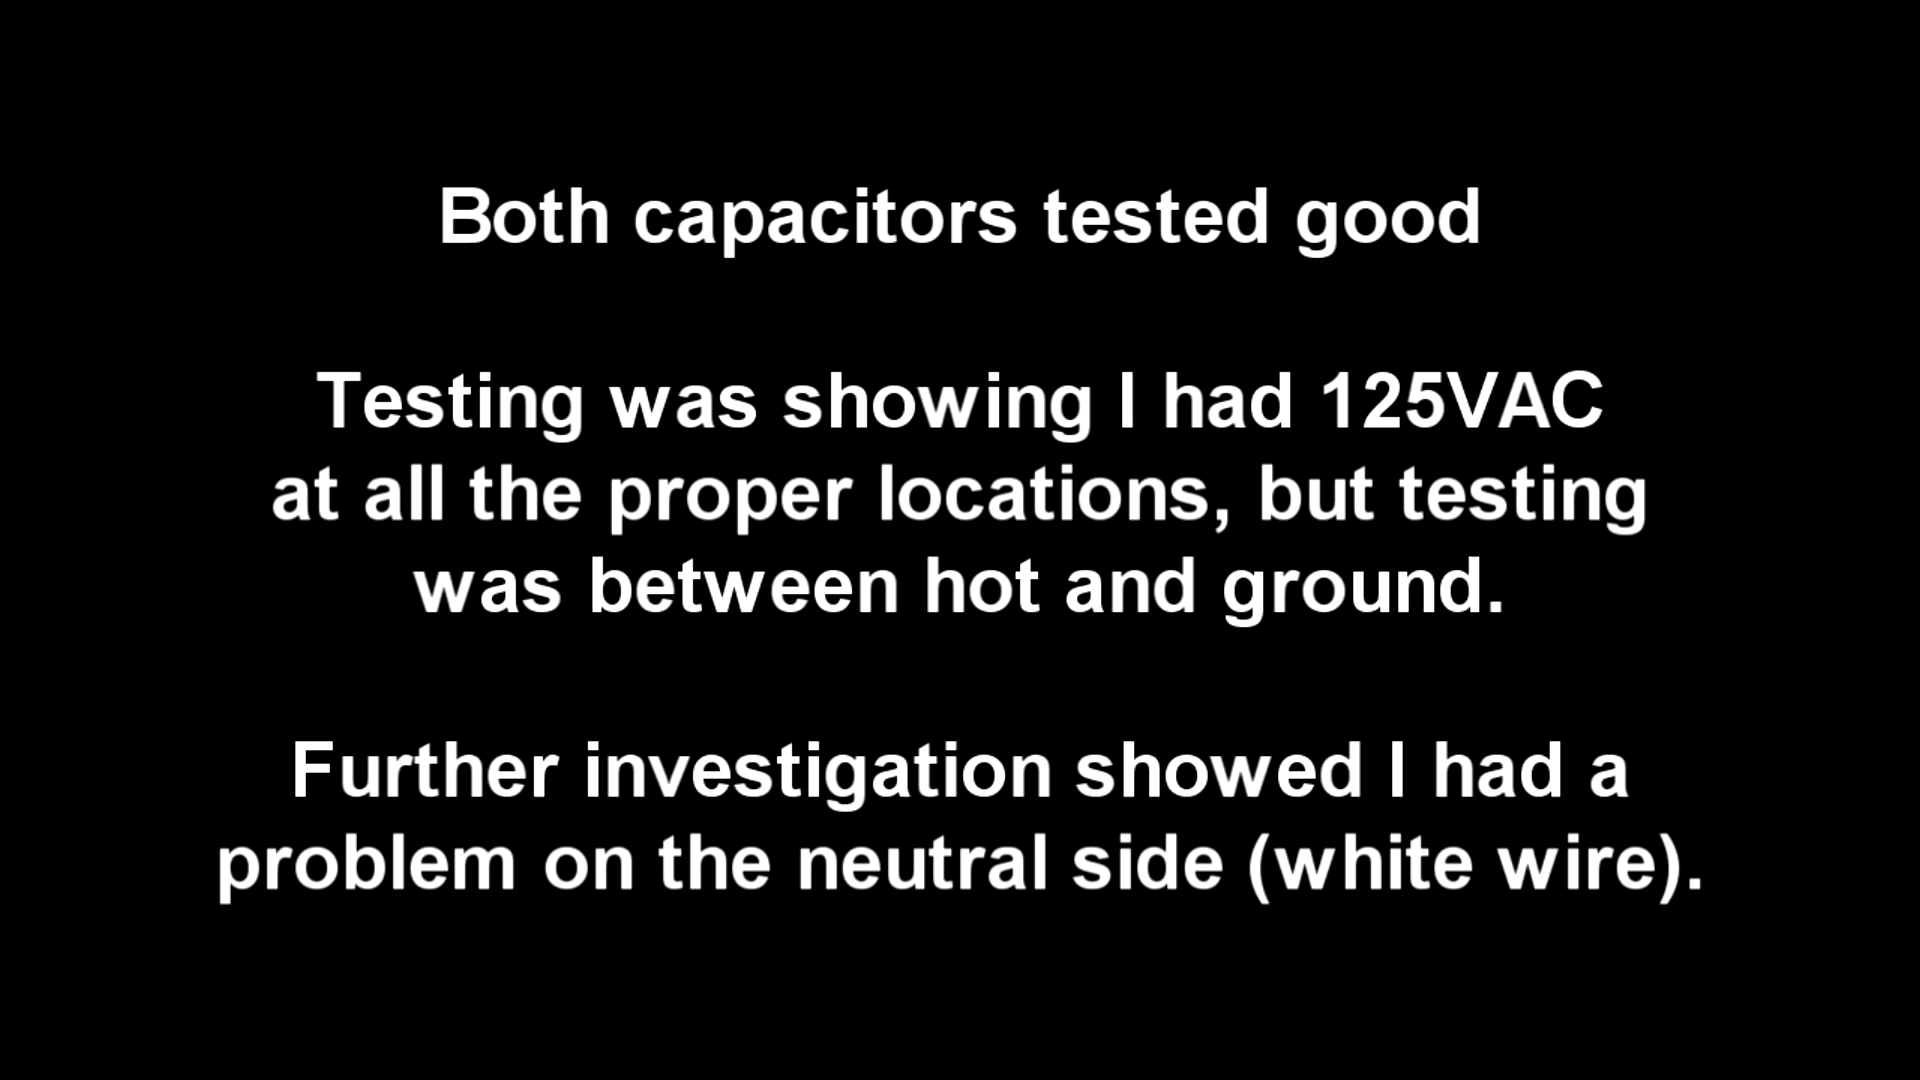 Both capacitors tested good
Testing was showing I had 125VAC
at all the proper locations, but testing
was between hot and ground.
Further investigation showed I had a
problem on the neutral side (white wire).